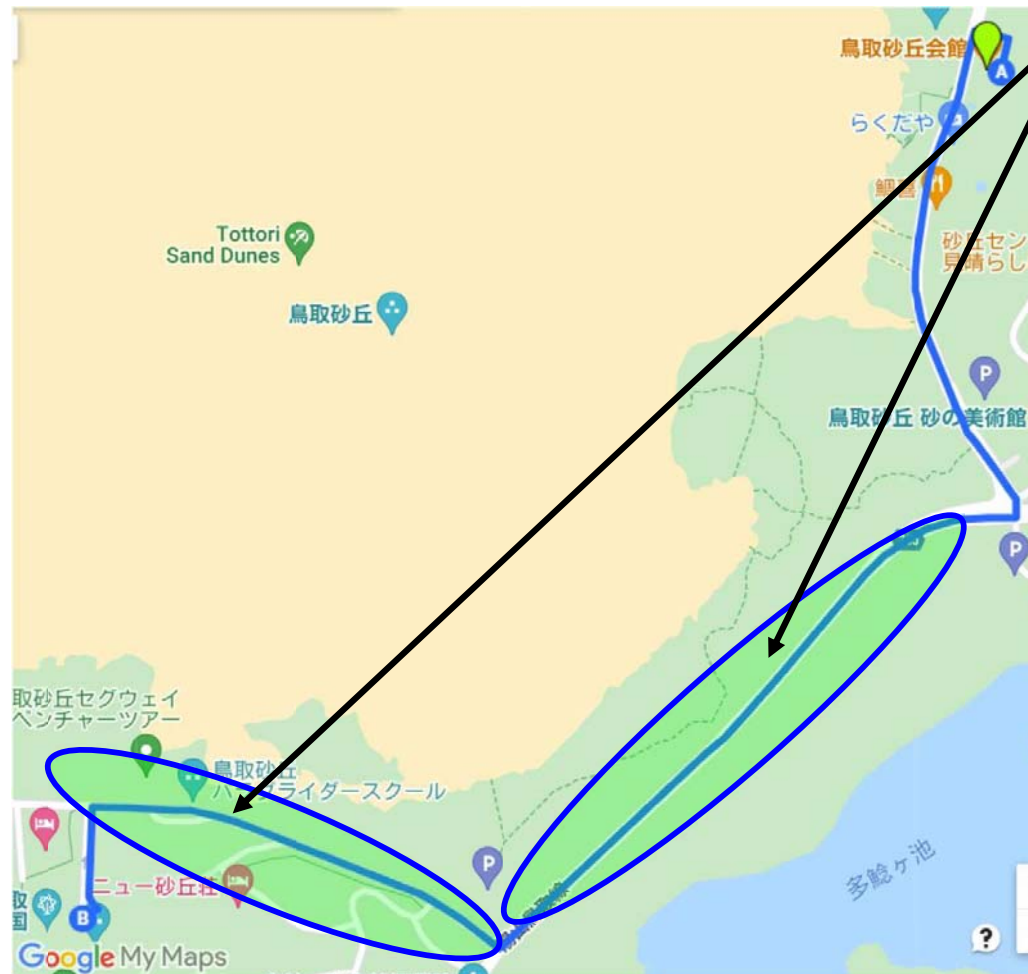 鳥取砂丘会館
A
らくだや
鯛喜
砂丘セン
見晴らし
Tottori
Sand Dunes
鳥取砂丘
P
鳥取砂丘 砂の美術館
P
取砂丘セグウェイ
ベンチャーツアー
鳥取砂丘
パラグライダースクール
P
ニュー砂丘荘
多鯰ヶ池
取
国
B
?
Google My Maps